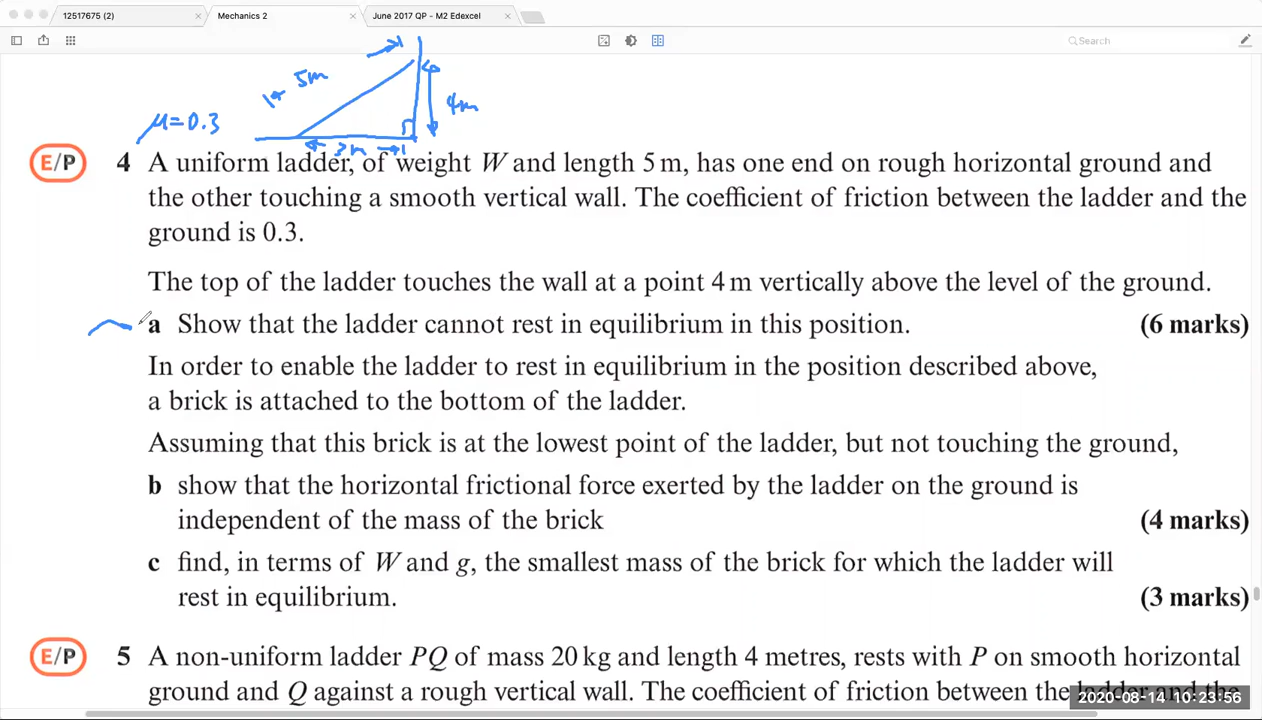 12517675 (2)
Mechanics 2
June 2017 QP - M2 Edexcel
Search
5m
4m
μ=0.3
3m
E/P 4 A uniform ladder, of weight W and length 5 m, has one end on rough horizontal ground and
the other touching a smooth vertical wall. The coefficient of friction between the ladder and the
ground is 0.3.
The top of the ladder touches the wall at a point 4 m vertically above the level of the ground.
a Show that the ladder cannot rest in equilibrium in this position. (6 marks)
In order to enable the ladder to rest in equilibrium in the position described above,
a brick is attached to the bottom of the ladder.
Assuming that this brick is at the lowest point of the ladder, but not touching the ground,
b show that the horizontal frictional force exerted by the ladder on the ground is
independent of the mass of the brick (4 marks)
c find, in terms of W and g, the smallest mass of the brick for which the ladder will
rest in equilibrium. (3 marks)
E/P 5 A non-uniform ladder PQ of mass 20 kg and length 4 metres, rests with P on smooth horizontal
ground and Q against a rough vertical wall. The coefficient of friction between the
2020-08-14 10:23:56